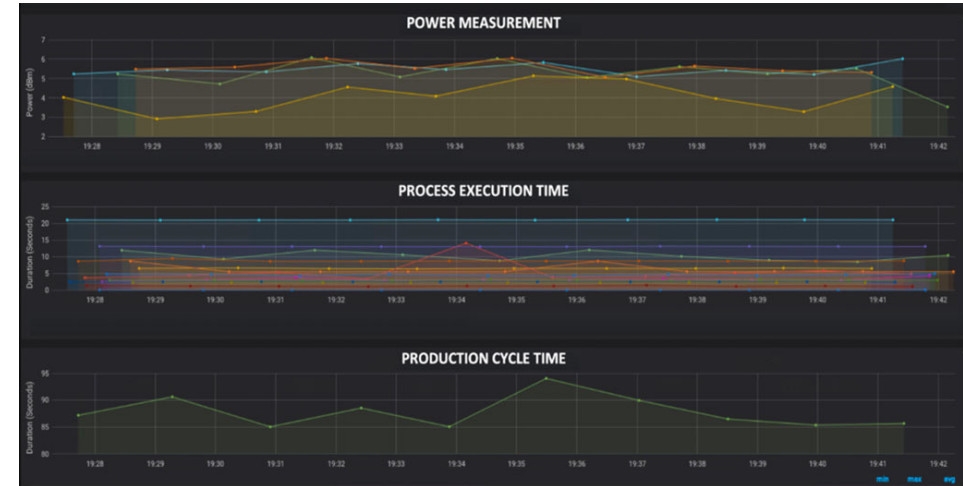 POWER MEASUREMENT
7
6
5
4
3
2
Power (dBm)
19:28 19:29 19:30 19:31 19:32 19:33 19:34 19:35 19:36 19:37 19:38 19:39 19:40 19:41 19:42
PROCESS EXECUTION TIME
25
20
15
10
5
0
Duration (Seconds)
19:28 19:29 19:30 19:31 19:32 19:33 19:34 19:35 19:36 19:37 19:38 19:39 19:40 19:41 19:42
PRODUCTION CYCLE TIME
95
90
85
80
Duration (Seconds)
19:28 19:29 19:30 19:31 19:32 19:33 19:34 19:35 19:36 19:37 19:38 19:39 19:40 19:41 19:42
min max avg